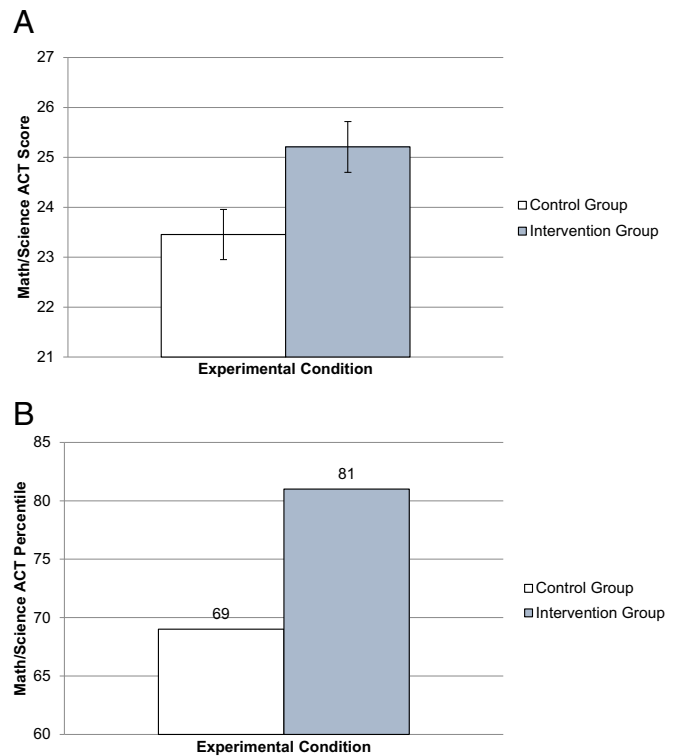 A
Math/Science ACT Score
27
26
25
24
23
22
21
Experimental Condition
Control Group
Intervention Group
B
Math/Science ACT Percentile
85
80
75
70
65
60
69
81
Experimental Condition
Control Group
Intervention Group